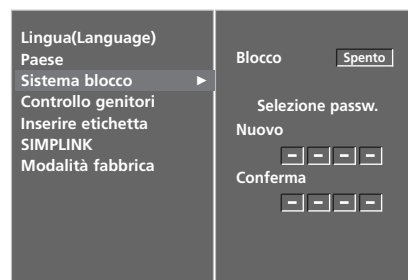 Lingua(Language)
Paese
Sistema blocco ►
Controllo genitori
Inserire etichetta
SIMPLINK
Modalità fabbrica
Blocco Spento
Selezione passw.
Nuovo
– – – –
Conferma
– – – –